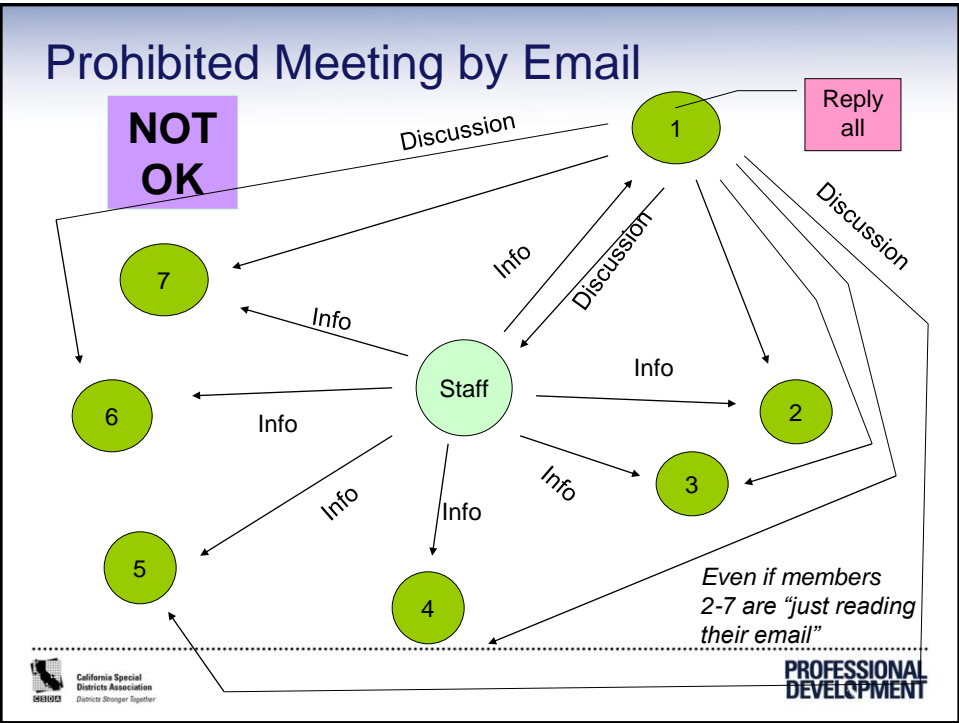 Prohibited Meeting by Email
NOT
OK
Discussion
1
Reply
all
Discussion
7
Info
Discussion
Info
Staff
Info
2
6
Info
3
Info
Info
Info
5
4
Even if members
2-7 are “just reading
their email”
CSDA
California Special
Districts Association
Districts Stronger Together
PROFESSIONAL
DEVELOPMENT